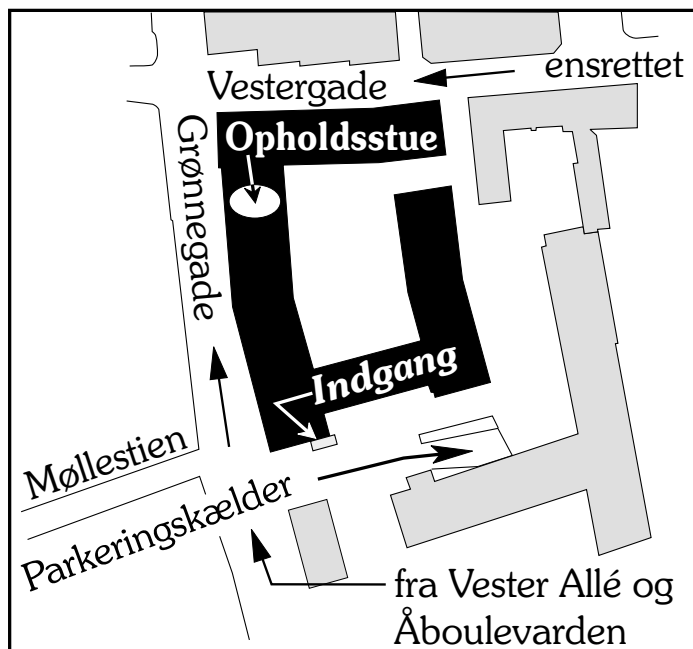 ensrettet
Vestergade
Opholdsstue
Grønnegade
Indgang
Møllestien
Parkeringskælder
fra Vester Allé og
Åboulevarden